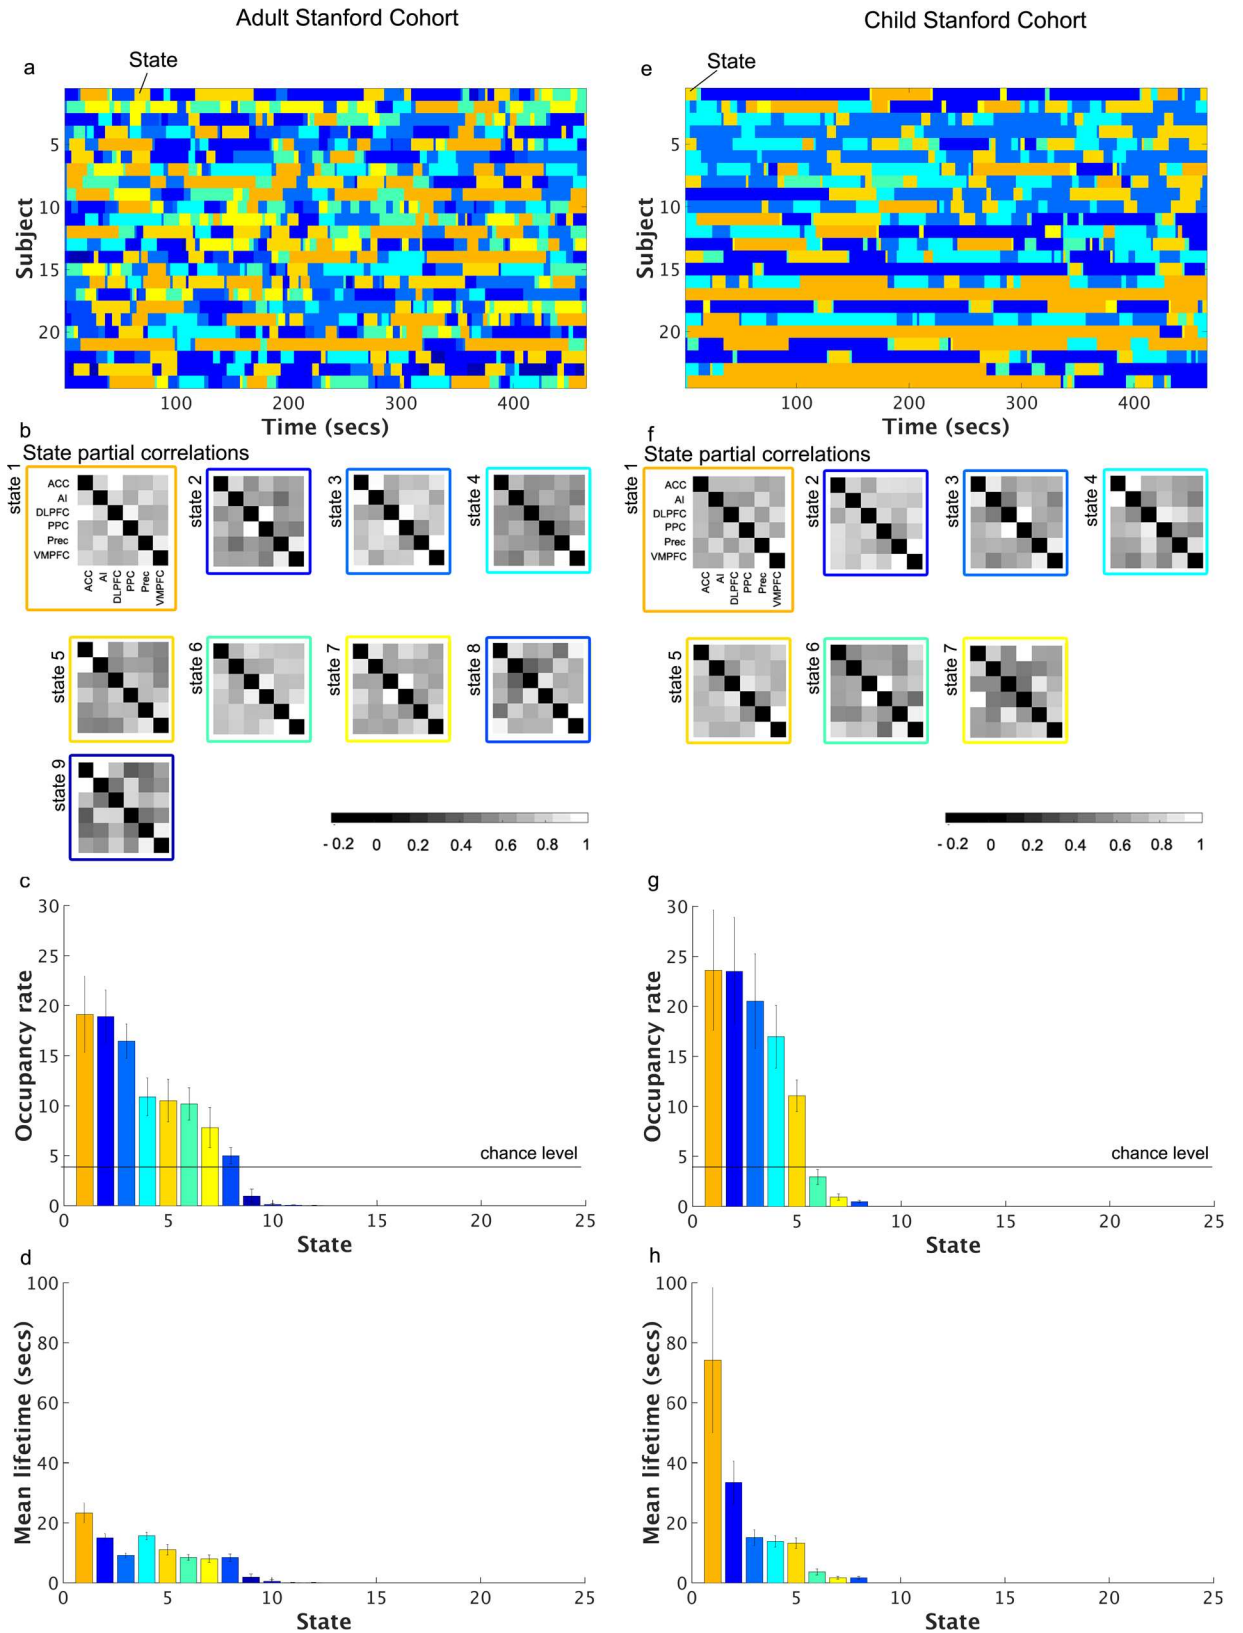 Adult Stanford Cohort
Child Stanford Cohort
a
State
Subject
5
10
15
20
100 200 300 400
Time (secs)
e
State
Subject
5
10
15
20
100 200 300 400
Time (secs)
b
State partial correlations
state 1
ACC
AI
DLPFC
PPC
Prec
VMPFC
ACC AI DLPFC PPC Prec VMPFC
state 2
state 3
state 4
state 5
state 6
state 7
state 8
state 9
- 0.2 0 0.2 0.4 0.6 0.8 1
f
State partial correlations
state 1
ACC
AI
DLPFC
PPC
Prec
VMPFC
ACC AI DLPFC PPC Prec VMPFC
state 2
state 3
state 4
state 5
state 6
state 7
- 0.2 0 0.2 0.4 0.6 0.8 1
c
Occupancy rate
30
25
20
15
10
5
0
chance level
0 5 10 15 20 25
State
g
Occupancy rate
30
25
20
15
10
5
0
chance level
0 5 10 15 20 25
State
d
Mean lifetime (secs)
100
80
60
40
20
0
0 5 10 15 20 25
State
h
Mean lifetime (secs)
100
80
60
40
20
0
0 5 10 15 20 25
State